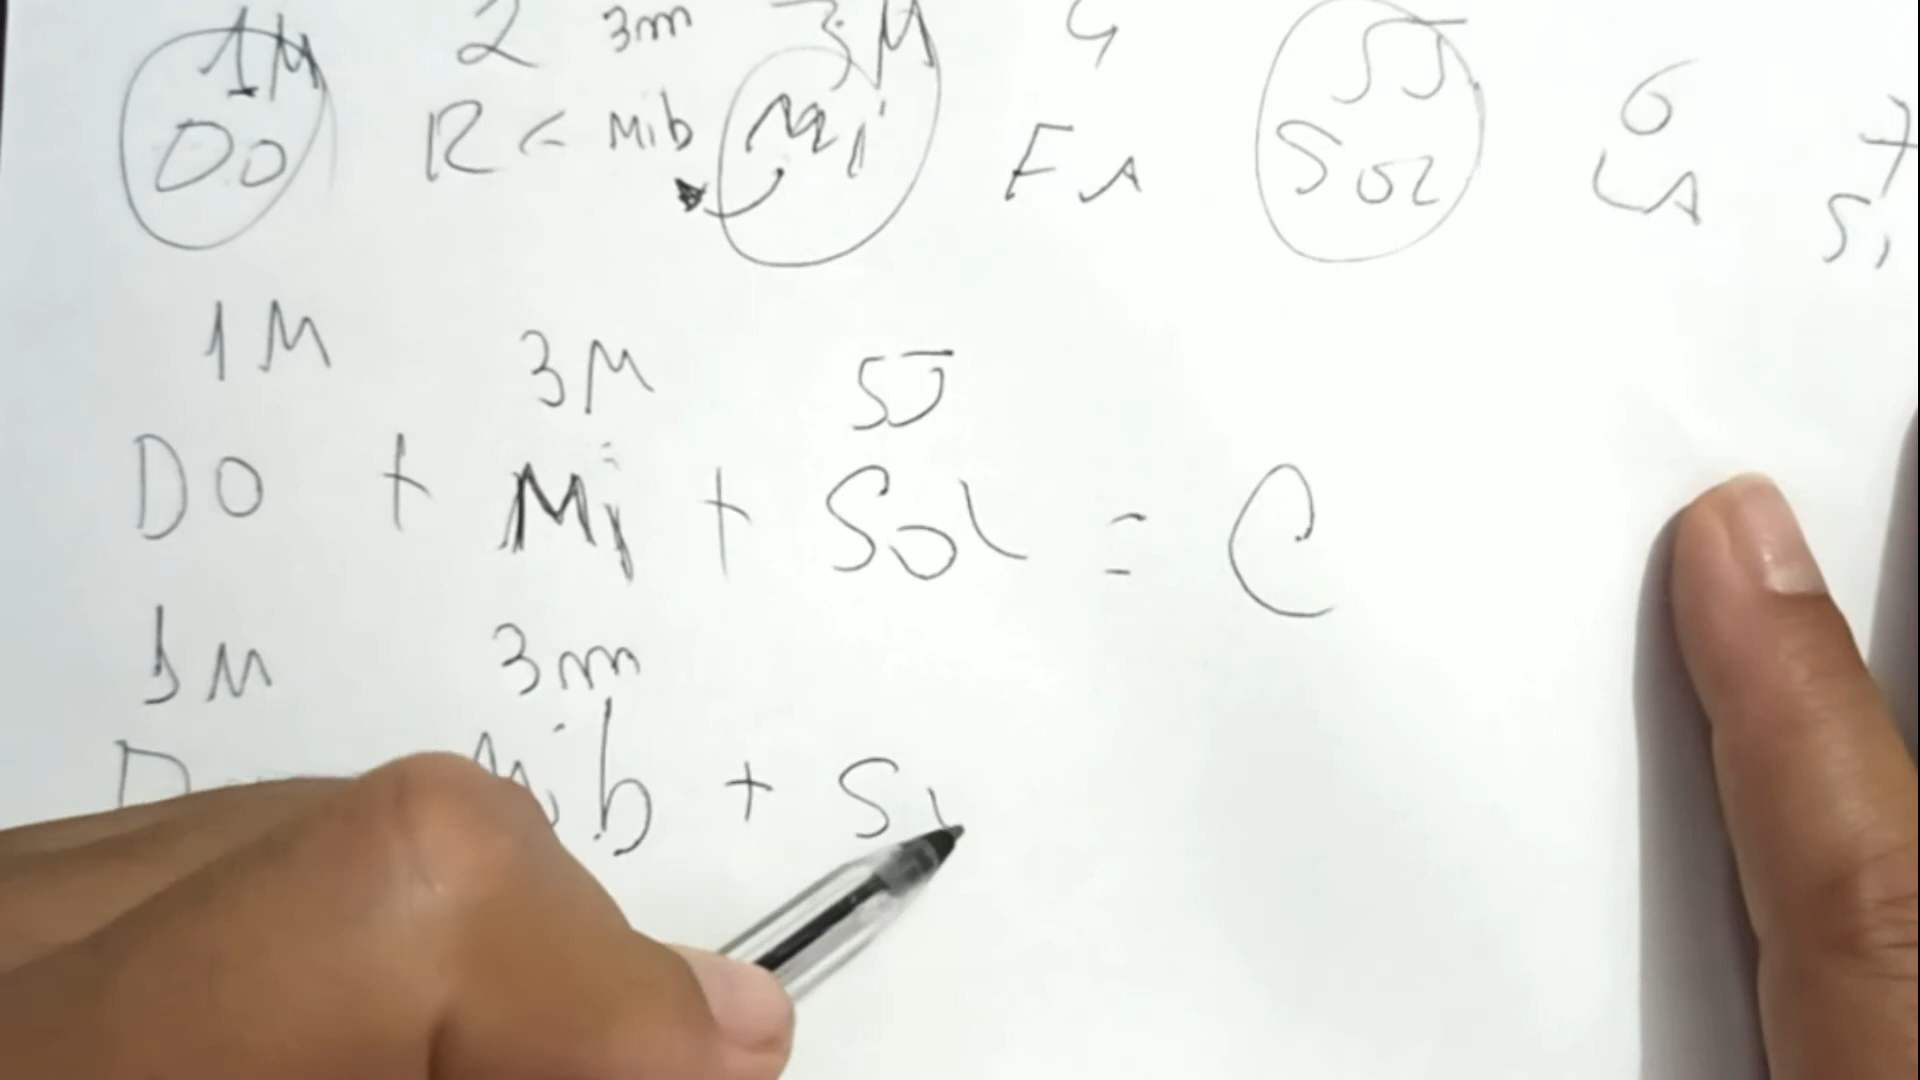 1M 2 3m 3M 4 5J 6 7
Do Re Mib Mi FA Sol LA Si
1M 3M 5J
DO + Mi + Sol = C
1M 3m
Mib + S